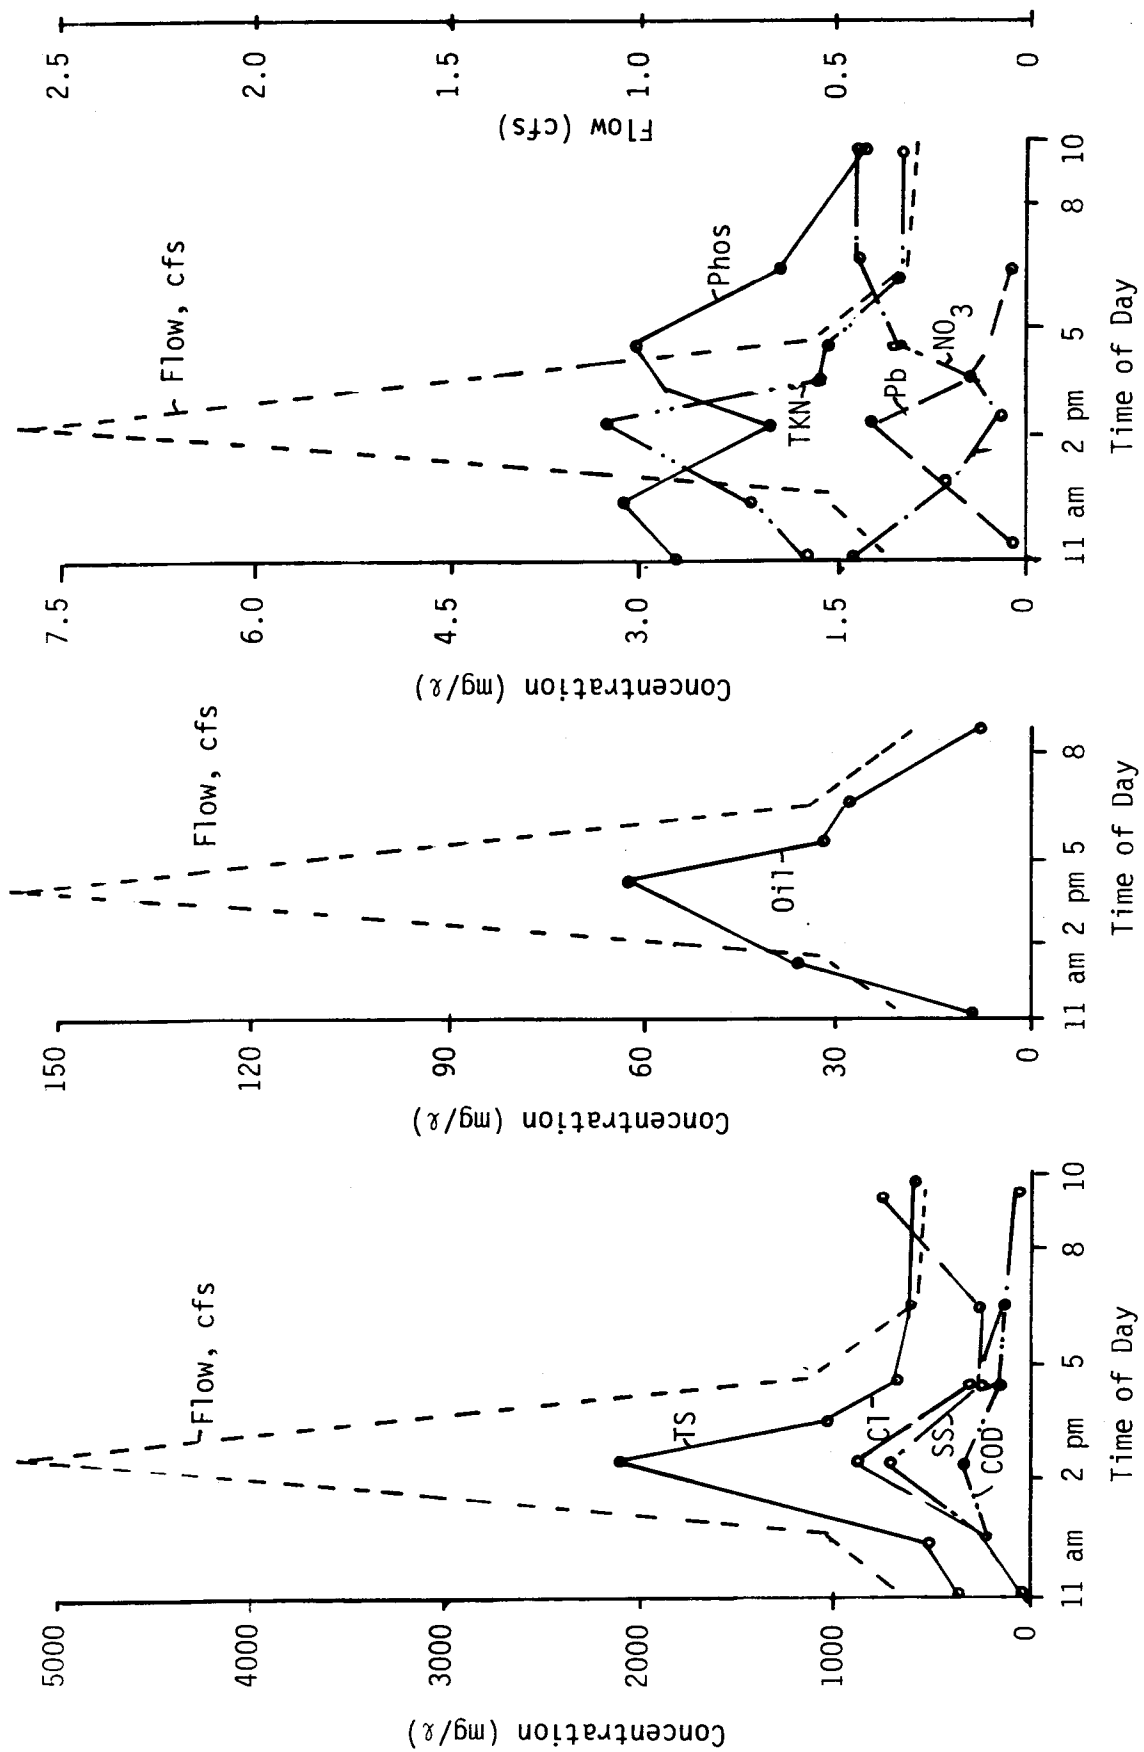 Concentration (mg/ℓ)
5000
4000
3000
2000
1000
0
Flow, cfs
TS
Cl
SS
COD
11 am
2 pm
5
8
10
Time of Day
Concentration (mg/ℓ)
150
120
90
60
30
0
Flow, cfs
Oil
11 am
2 pm
5
8
Time of Day
Concentration (mg/ℓ)
7.5
6.0
4.5
3.0
1.5
0
Flow, cfs
Phos
TKN
Pb
NO3
11 am
2 pm
5
8
10
Time of Day
Flow (cfs)
2.5
2.0
1.5
1.0
0.5
0